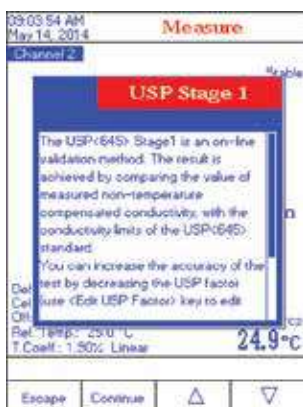 09:03:54 AM
May 14, 2014
Measure
Channel 2
USP Stage 1
The USP<645> Stage1 is an on-line
validation method. The result is
achieved by comparing the value of
measured non-temperature
compensated conductivity, with the
conductivity limits of the USP<645>
standard.
You can increase the accuracy of the
test by decreasing the USP factor
(use <Edit USP Factor> key to edit
Ref. Temp.: 25.0 °C
T.Coeff.: 1.90% Linear
24.9°C
Escape
Continue